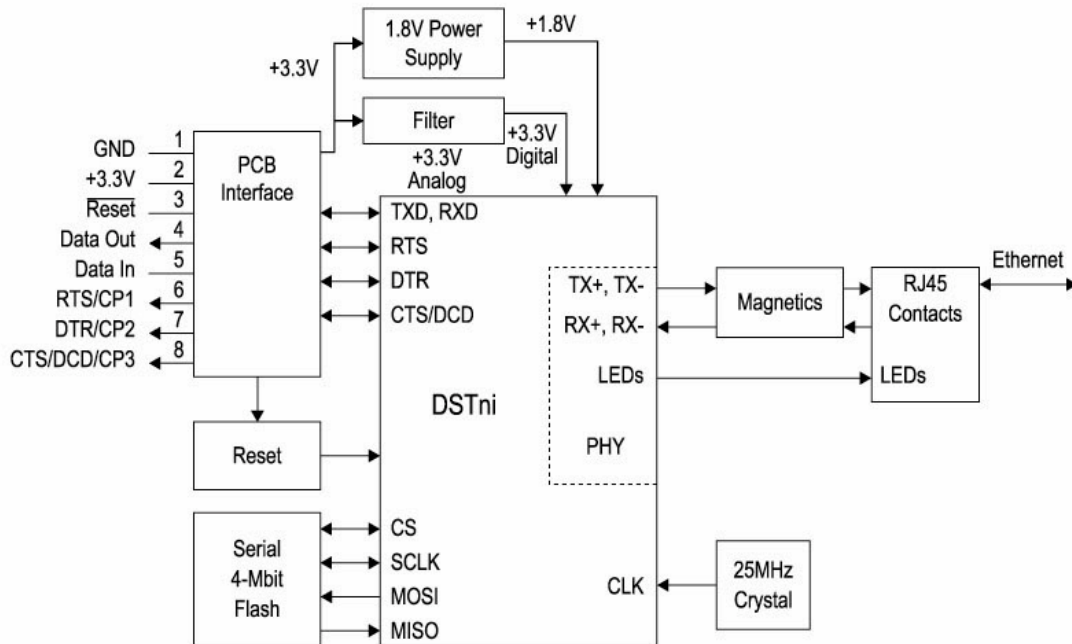 1.8V Power
Supply
+1.8V
+3.3V
Filter
+3.3V
Digital
+3.3V
Analog
GND
1
+3.3V
2
Reset
3
Data Out
4
Data In
5
RTS/CP1
6
DTR/CP2
7
CTS/DCD/CP3
8
PCB
Interface
TXD, RXD
RTS
DTR
CTS/DCD
TX+, TX-
RX+, RX-
LEDs
PHY
DSTni
Magnetics
RJ45
Contacts
LEDs
Ethernet
Reset
Serial
4-Mbit
Flash
CS
SCLK
MOSI
MISO
CLK
25MHz
Crystal